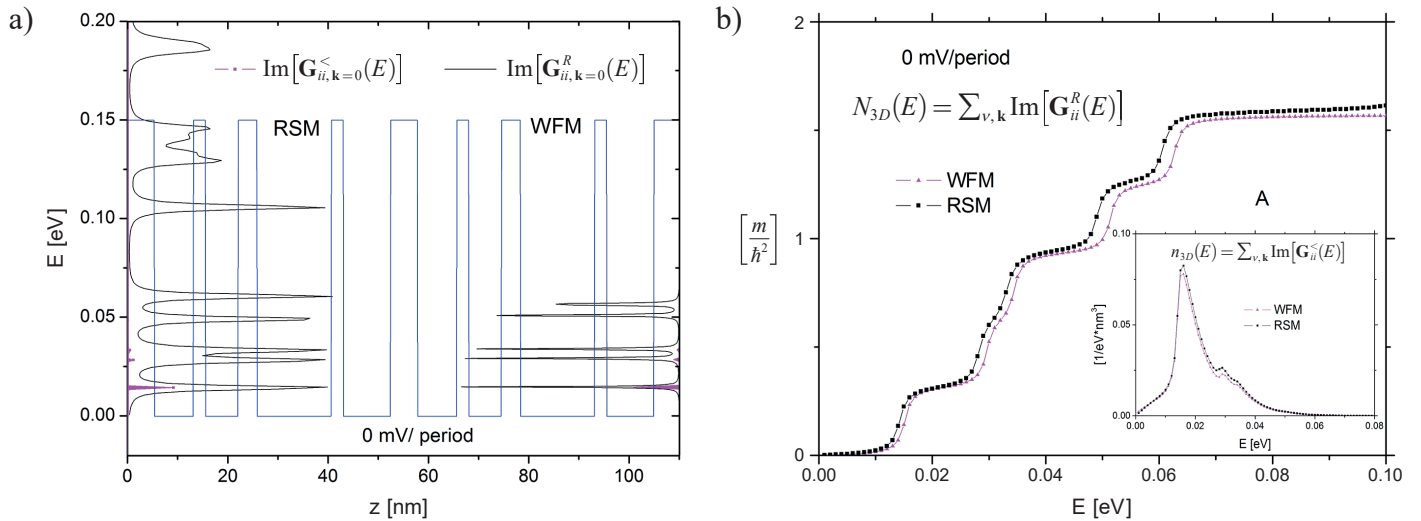 a)
0.20
0.15
0.10
0.05
0.00
E [eV]
Im[G<ii, k=0(E)]
Im[GRii, k=0(E)]
RSM
WFM
0 mV/ period
0
20
40
60
80
100
z [nm]
b)
2
1
0
[m/ħ²]
0 mV/period
N3D(E) = ∑ν, k Im[GRii(E)]
WFM
RSM
A
0.10
0.05
0.00
[1/eV*nm³]
n3D(E) = ∑ν, k Im[G<ii(E)]
WFM
RSM
0.00
0.02
0.04
0.06
0.08
E [eV]
0.00
0.02
0.04
0.06
0.08
0.10
E [eV]